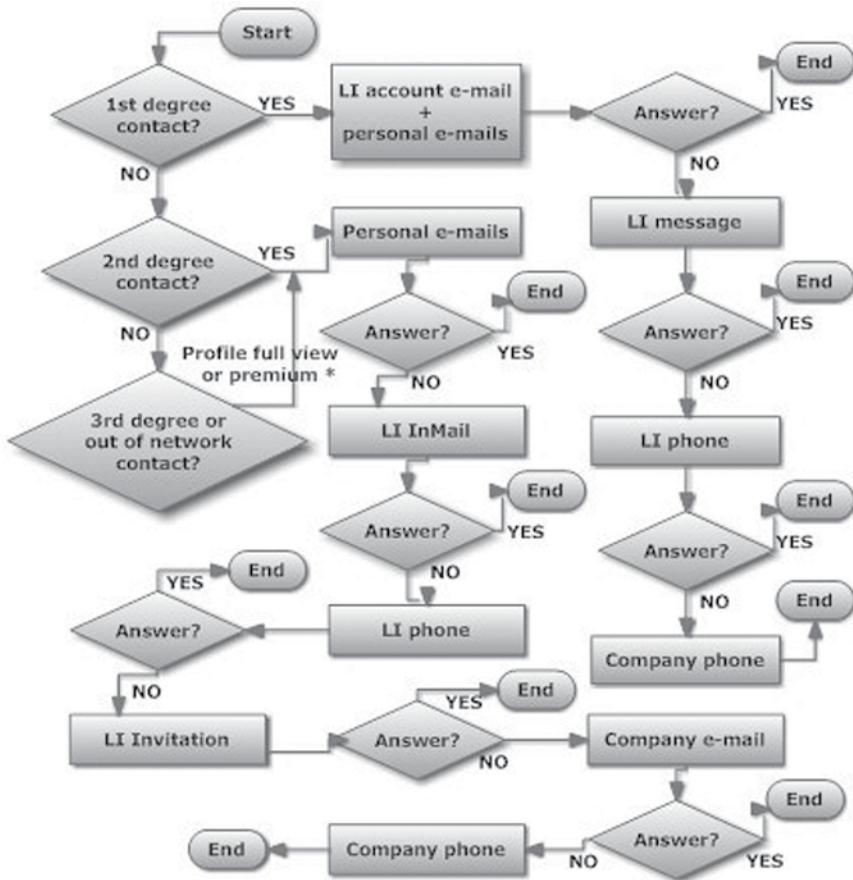 Start
1st degree
contact?
YES
LI account e-mail
+
personal e-mails
Answer?
YES
End
NO
LI message
Answer?
YES
End
NO
LI phone
Answer?
YES
End
NO
Company phone
End
NO
2nd degree
contact?
YES
Personal e-mails
Answer?
YES
End
NO
Profile full view
or premium *
3rd degree or
out of network
contact?
NO
LI InMail
Answer?
YES
End
NO
LI phone
Answer?
YES
End
NO
LI Invitation
Answer?
YES
End
NO
Company e-mail
Answer?
YES
End
NO
Company phone
End